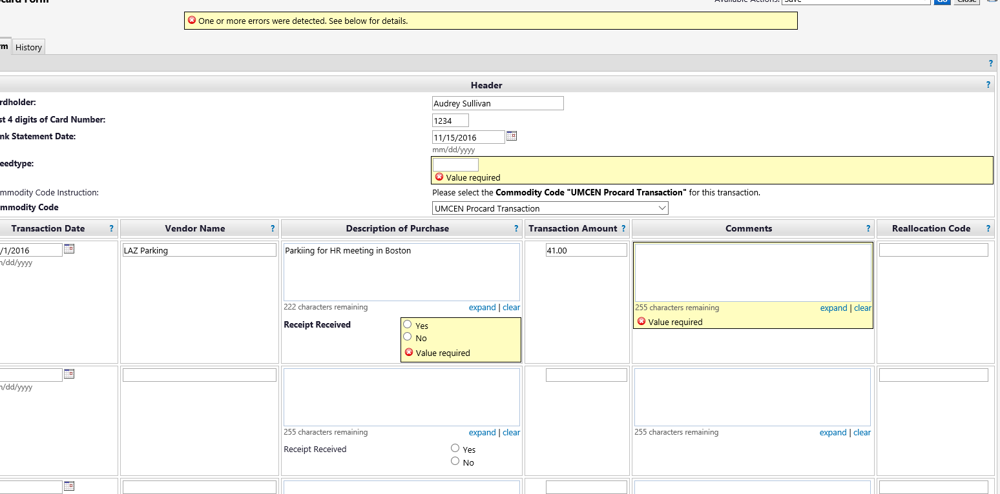 card Form
Available Actions: Save Go Close
One or more errors were detected. See below for details.
rm History
?
Header ?
rdholder: Audrey Sullivan
st 4 digits of Card Number: 1234
nk Statement Date: 11/15/2016
mm/dd/yyyy
eedtype:
Value required
mmodity Code Instruction: Please select the Commodity Code "UMCEN Procard Transaction" for this transaction.
mmodity Code UMCEN Procard Transaction
Transaction Date ? Vendor Name ? Description of Purchase ? Transaction Amount ? Comments ? Reallocation Code ?
/1/2016 LAZ Parking Parkiing for HR meeting in Boston 41.00
m/dd/yyyy
222 characters remaining expand | clear 255 characters remaining expand | clear
Receipt Received Yes
No
Value required
Value required
m/dd/yyyy
255 characters remaining expand | clear 255 characters remaining expand | clear
Receipt Received Yes
No